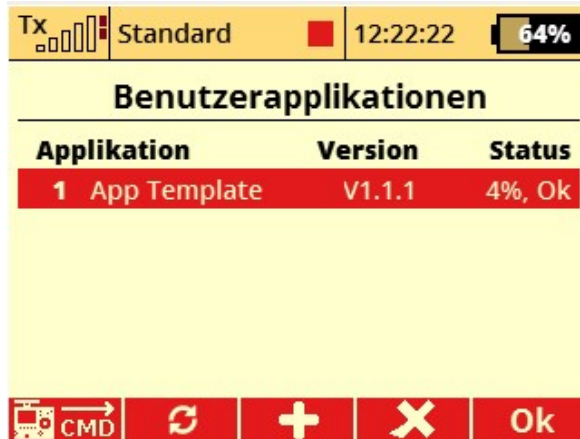 Tx Standard 12:22:22 64%
Benutzerapplikationen
Applikation Version Status
1 App Template V1.1.1 4%, Ok
CMD Ok